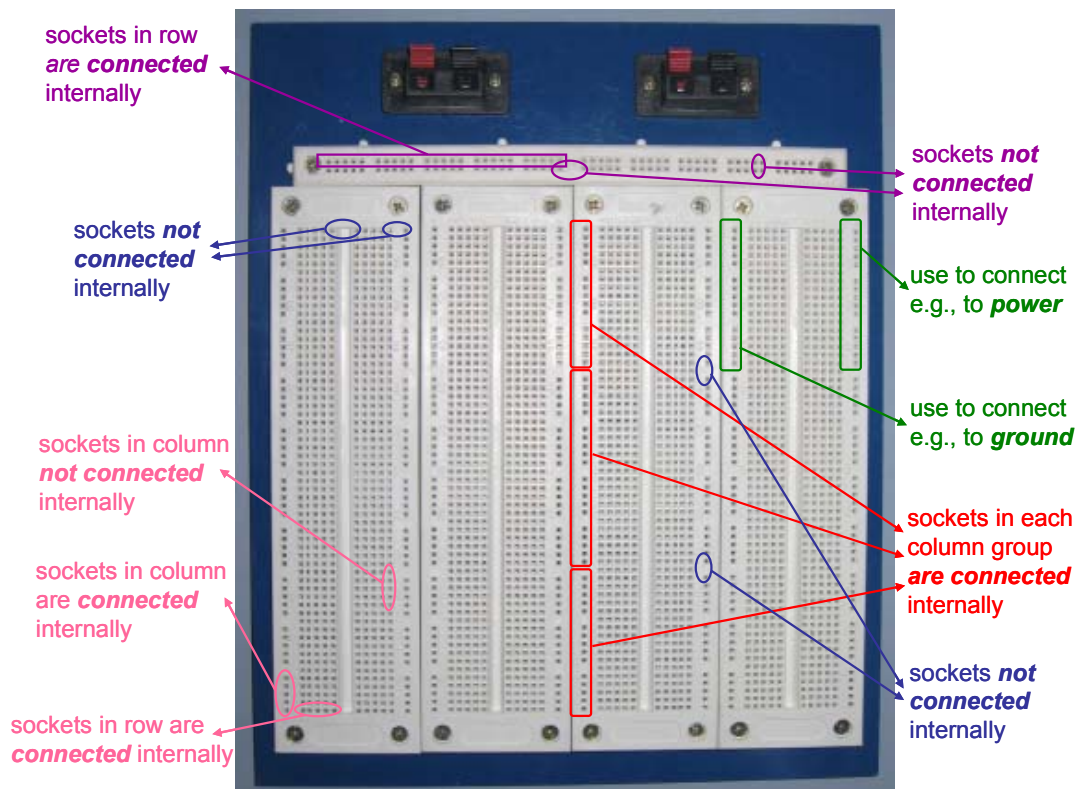 sockets in row
are connected
internally
sockets not
connected
internally
sockets not
connected
internally
use to connect
e.g., to power
use to connect
e.g., to ground
sockets in column
not connected
internally
sockets in each
column group
are connected
internally
sockets in column
are connected
internally
sockets not
connected
internally
sockets in row are
connected internally